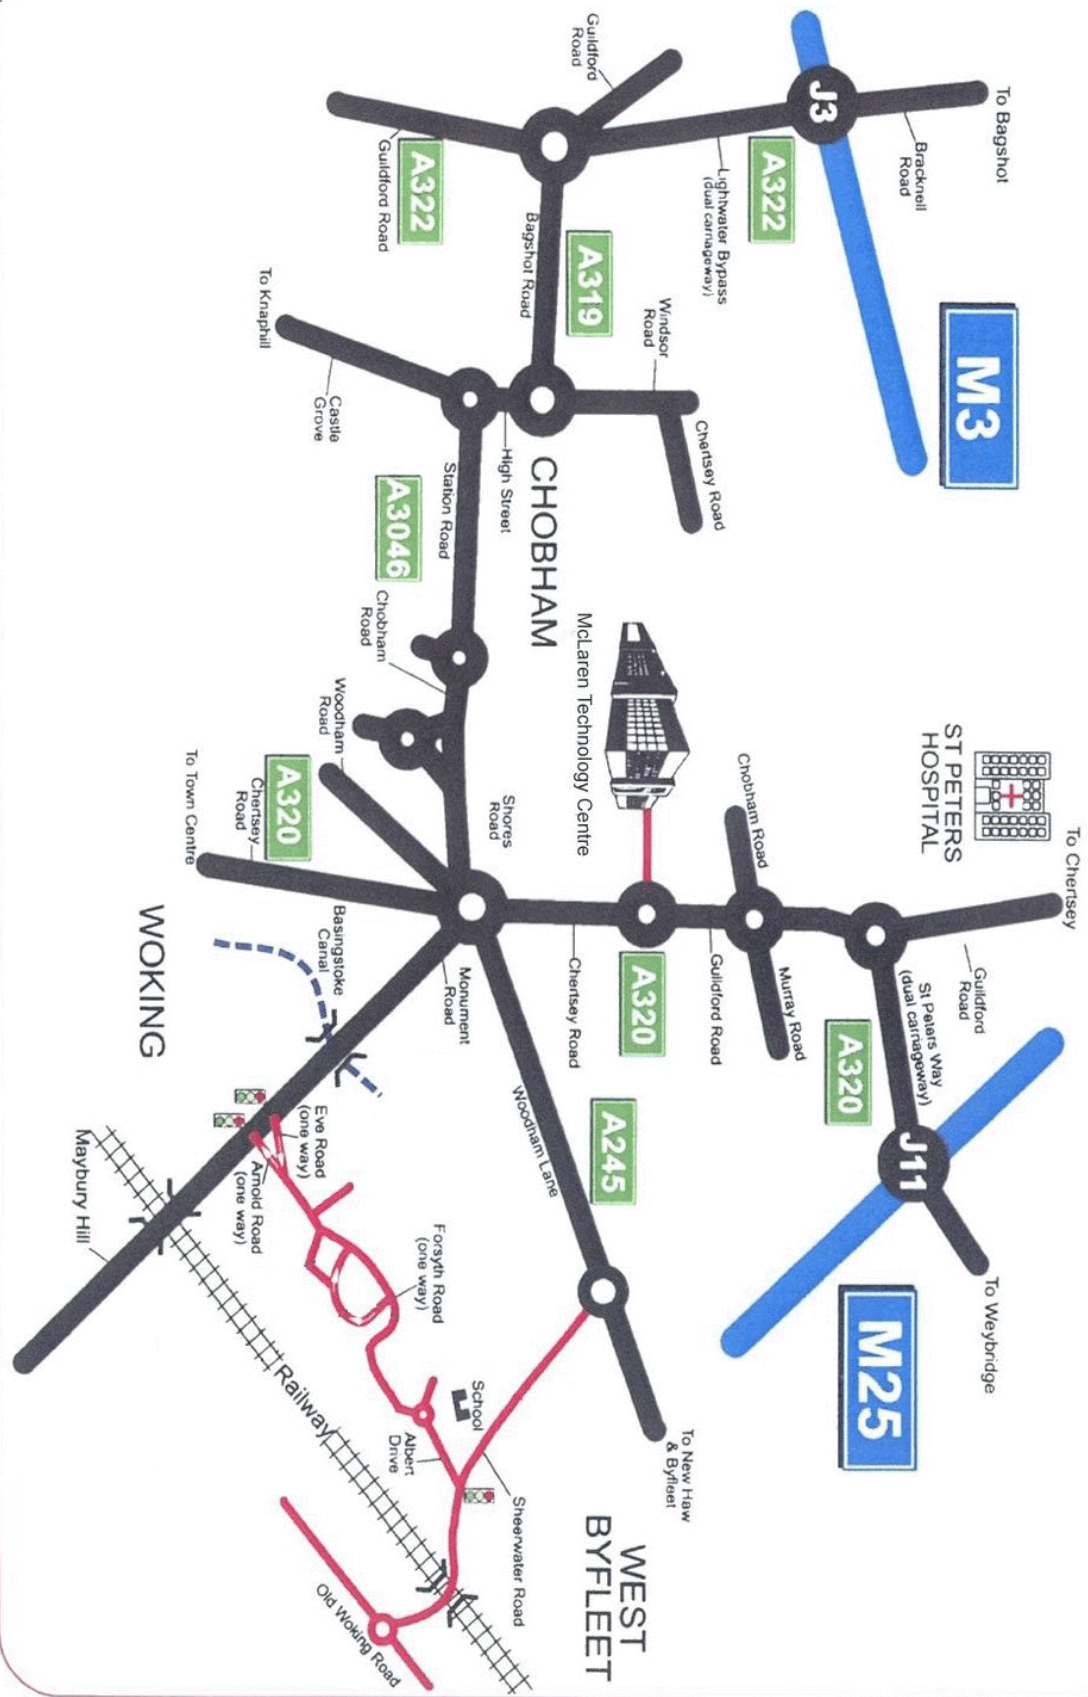 To Bagshot
Bracknell
Road
J3
M3
Guildford
Road
A322
Lightwater Bypass
(dual carriageway)
A322
Guildford Road
A319
Bagshot Road
Windsor
Road
Chertsey Road
To Knaphill
Castle
Grove
High Street
CHOBHAM
Station Road
A3046
Chobham
Road
Woodham
Road
Shores
Road
To Town Centre
Chertsey
Road
A320
McLaren Technology Centre
ST PETERS
HOSPITAL
To Chertsey
Chobham Road
Guildford
Road
Murray Road
Guildford Road
A320
Chertsey Road
St Peters Way
(dual carriageway)
A320
J11
To Weybridge
M25
WOKING
Basingstoke
Canal
Monument
Road
Woodham Lane
A245
Eve Road
(one way)
Arnold Road
(one way)
Maybury Hill
Forsyth Road
(one way)
Railway
School
Albert
Drive
To New Haw
& Byfleet
Sheerwater Road
WEST
BYFLEET
Old Woking Road